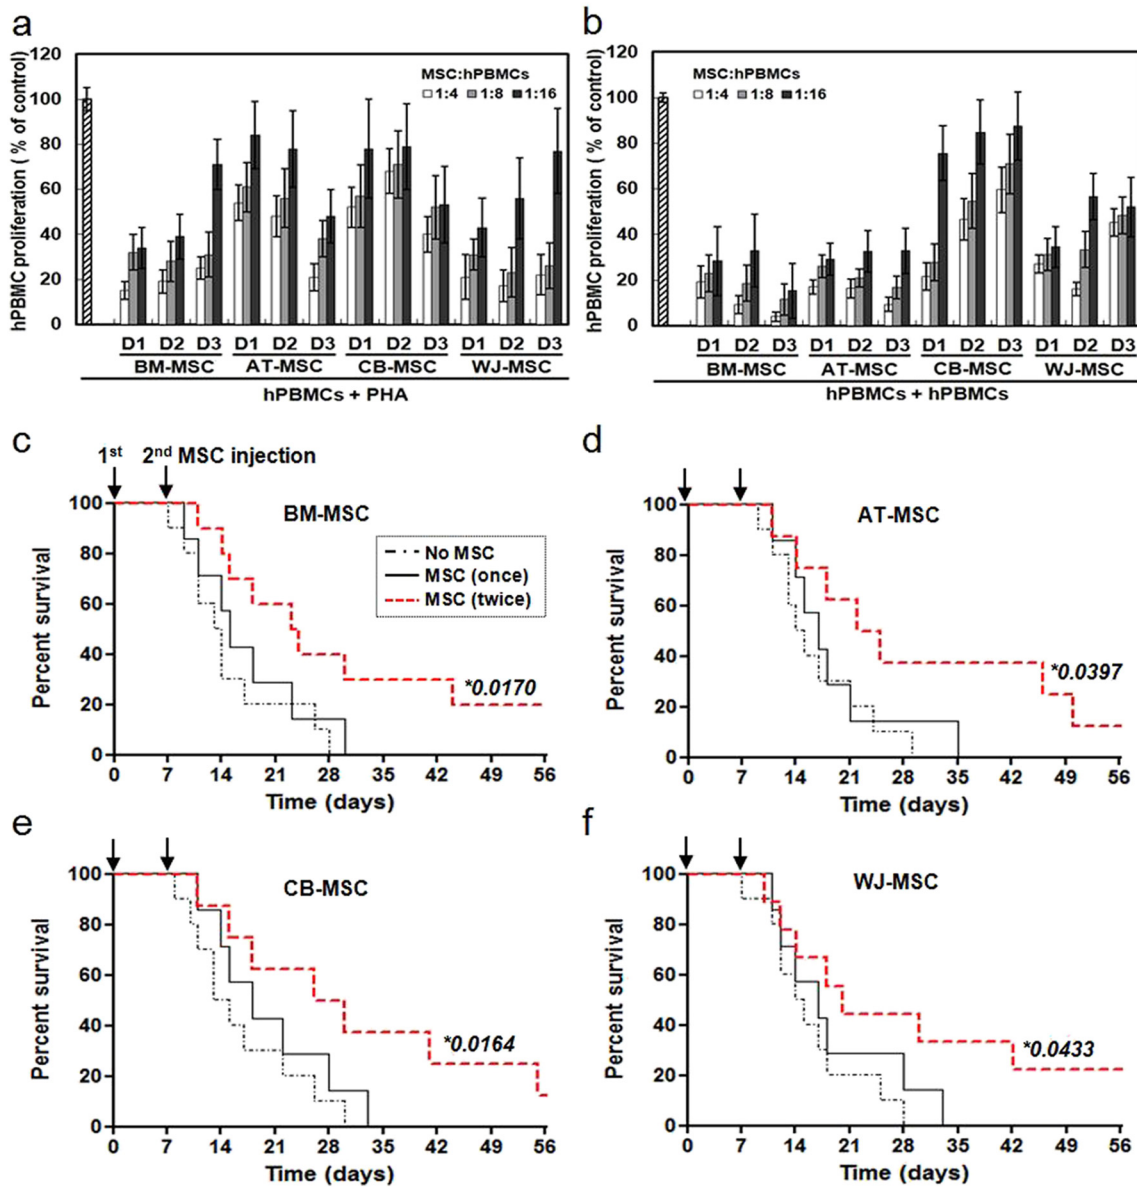 a
hPBMC proliferation ( % of control)
120
100
80
60
40
20
0
MSC:hPBMCs
1:4 1:8 1:16
D1 D2 D3 D1 D2 D3 D1 D2 D3 D1 D2 D3
BM-MSC AT-MSC CB-MSC WJ-MSC
hPBMCs + PHA
b
hPBMC proliferation ( % of control)
120
100
80
60
40
20
0
MSC:hPBMCs
1:4 1:8 1:16
D1 D2 D3 D1 D2 D3 D1 D2 D3 D1 D2 D3
BM-MSC AT-MSC CB-MSC WJ-MSC
hPBMCs + hPBMCs
c
1st 2nd MSC injection
BM-MSC
No MSC
MSC (once)
MSC (twice)
Percent survival
100
80
60
40
20
0
*0.0170
0 7 14 21 28 35 42 49 56
Time (days)
d
AT-MSC
Percent survival
100
80
60
40
20
0
*0.0397
0 7 14 21 28 35 42 49 56
Time (days)
e
CB-MSC
Percent survival
100
80
60
40
20
0
*0.0164
0 7 14 21 28 35 42 49 56
Time (days)
f
WJ-MSC
Percent survival
100
80
60
40
20
0
*0.0433
0 7 14 21 28 35 42 49 56
Time (days)